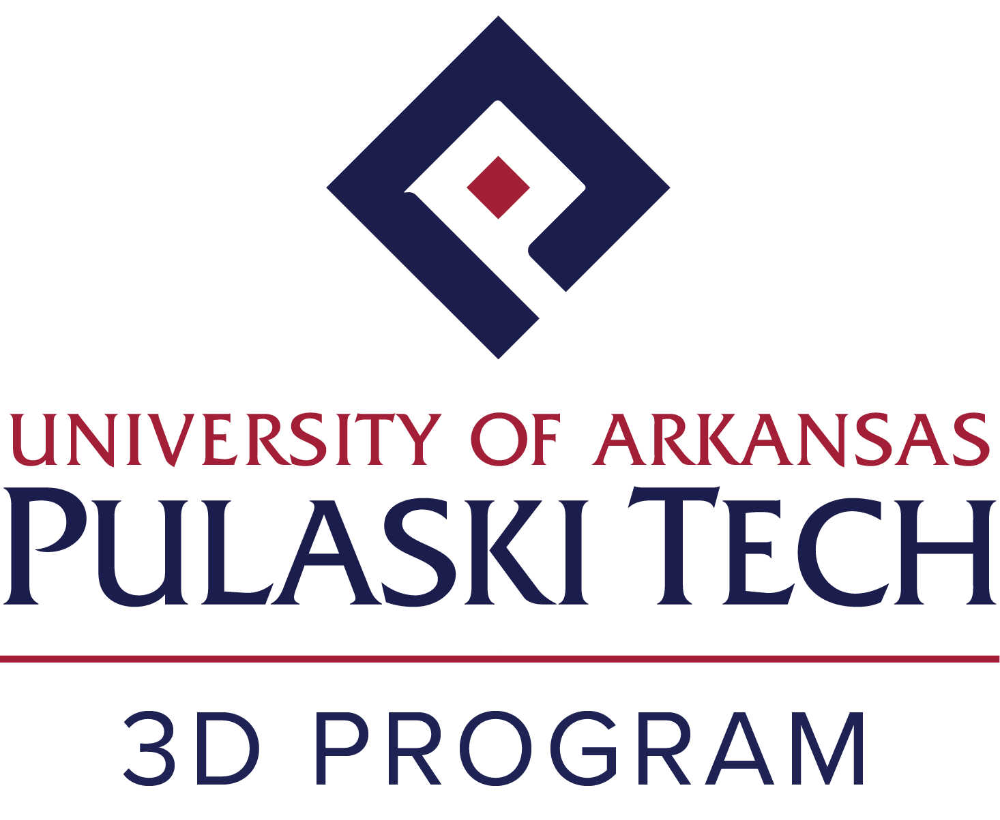 UNIVERSITY OF ARKANSAS
PULASKI TECH
3D PROGRAM